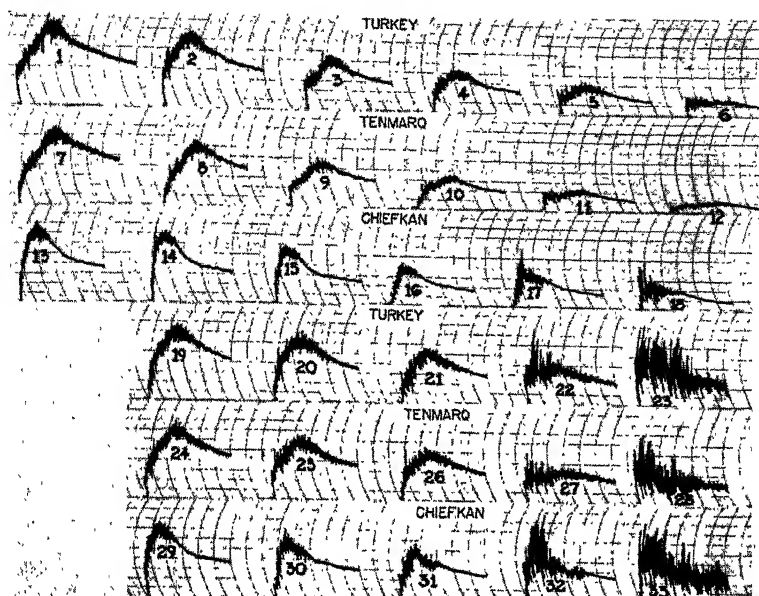 TURKEY
1 2 3 4 5 6
TENMARQ
7 8 9 10 11 12
CHIEFKAN
13 14 15 16 17 18
TURKEY
19 20 21 22 23
TENMARQ
24 25 26 27 28
CHIEFKAN
29 30 31 32 33